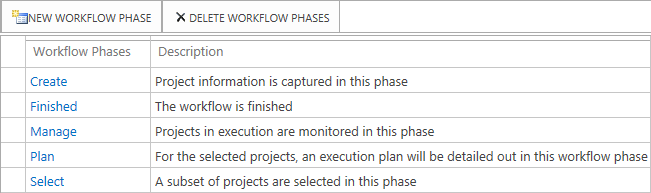 NEW WORKFLOW PHASE DELETE WORKFLOW PHASES
Workflow Phases Description
Create Project information is captured in this phase
Finished The workflow is finished
Manage Projects in execution are monitored in this phase
Plan For the selected projects, an execution plan will be detailed out in this workflow phase
Select A subset of projects are selected in this phase